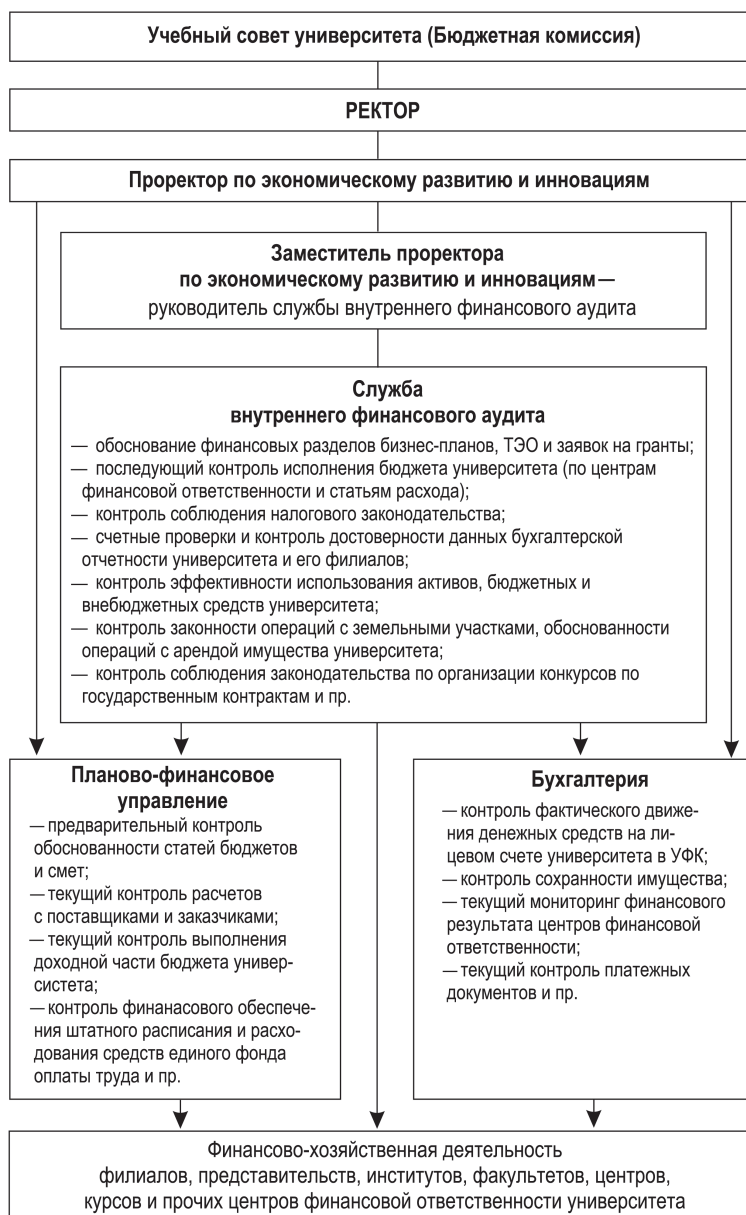 Учебный совет университета (Бюджетная комиссия)
РЕКТОР
Проректор по экономическому развитию и инновациям
Заместитель проректора
по экономическому развитию и инновациям —
руководитель службы внутреннего финансового аудита
Служба
внутреннего финансового аудита
— обоснование финансовых разделов бизнес-планов, ТЭО и заявок на гранты;
— последующий контроль исполнения бюджета университета (по центрам
финансовой ответственности и статьям расхода);
— контроль соблюдения налогового законодательства;
— счетные проверки и контроль достоверности данных бухгалтерской
отчетности университета и его филиалов;
— контроль эффективности использования активов, бюджетных и
внебюджетных средств университета;
— контроль законности операций с земельными участками, обоснованности
операций с арендой имущества университета;
— контроль соблюдения законодательства по организации конкурсов по
государственным контрактам и пр.
Планово-финансовое
управление
— предварительный контроль
обоснованности статей бюджетов
и смет;
— текущий контроль расчетов
с поставщиками и заказчиками;
— текущий контроль выполнения
доходной части бюджета универ-
систета;
— контроль финанасового обеспече-
ния штатного расписания и расхо-
дования средств единого фонда
оплаты труда и пр.
Бухгалтерия
— контроль фактического движе-
ния денежных средств на ли-
цевом счете университета в УФК;
— контроль сохранности имущества;
— текущий мониторинг финансового
результата центров финансовой
ответственности;
— текущий контроль платежных
документов и пр.
Финансово-хозяйственная деятельность
филиалов, представительств, институтов, факультетов, центров,
курсов и прочих центров финансовой ответственности университета